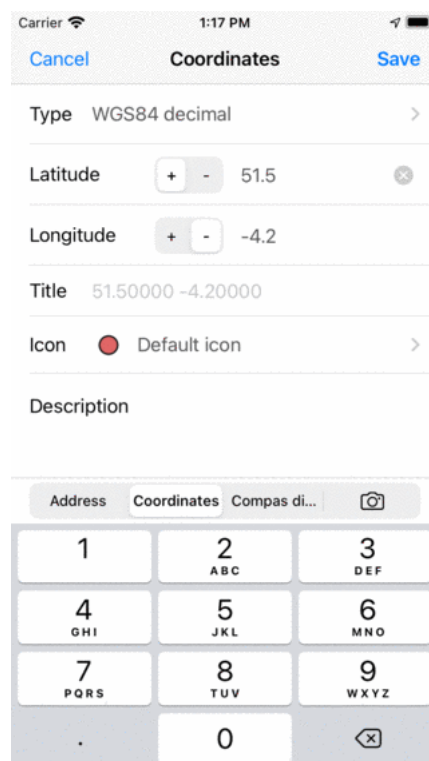 Carrier 1:17 PM
Cancel Coordinates Save
Type WGS84 decimal
Latitude + - 51.5
Longitude + - -4.2
Title 51.50000 -4.20000
Icon Default icon
Description
Address Coordinates Compas di...
1 2 3
ABC DEF
4 5 6
GHI JKL MNO
7 8 9
PQRS TUV WXYZ
. 0